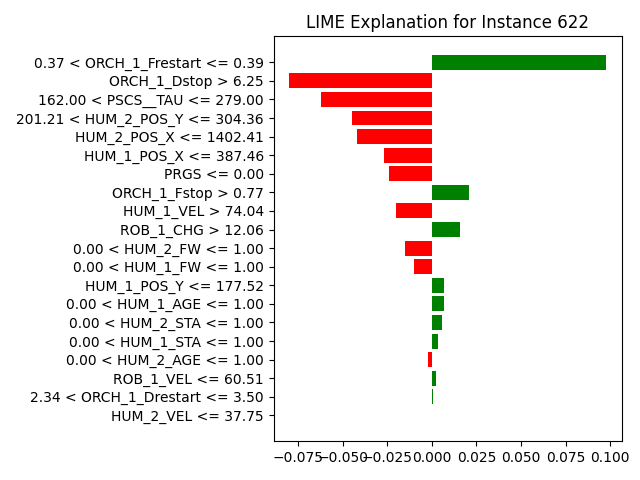 LIME Explanation for Instance 622
0.37 < ORCH_1_Frestart <= 0.39
ORCH_1_Dstop > 6.25
162.00 < PSCS__TAU <= 279.00
201.21 < HUM_2_POS_Y <= 304.36
HUM_2_POS_X <= 1402.41
HUM_1_POS_X <= 387.46
PRGS <= 0.00
ORCH_1_Fstop > 0.77
HUM_1_VEL > 74.04
ROB_1_CHG > 12.06
0.00 < HUM_2_FW <= 1.00
0.00 < HUM_1_FW <= 1.00
HUM_1_POS_Y <= 177.52
0.00 < HUM_1_AGE <= 1.00
0.00 < HUM_2_STA <= 1.00
0.00 < HUM_1_STA <= 1.00
0.00 < HUM_2_AGE <= 1.00
ROB_1_VEL <= 60.51
2.34 < ORCH_1_Drestart <= 3.50
HUM_2_VEL <= 37.75
−0.075 −0.050 −0.025 0.000 0.025 0.050 0.075 0.100